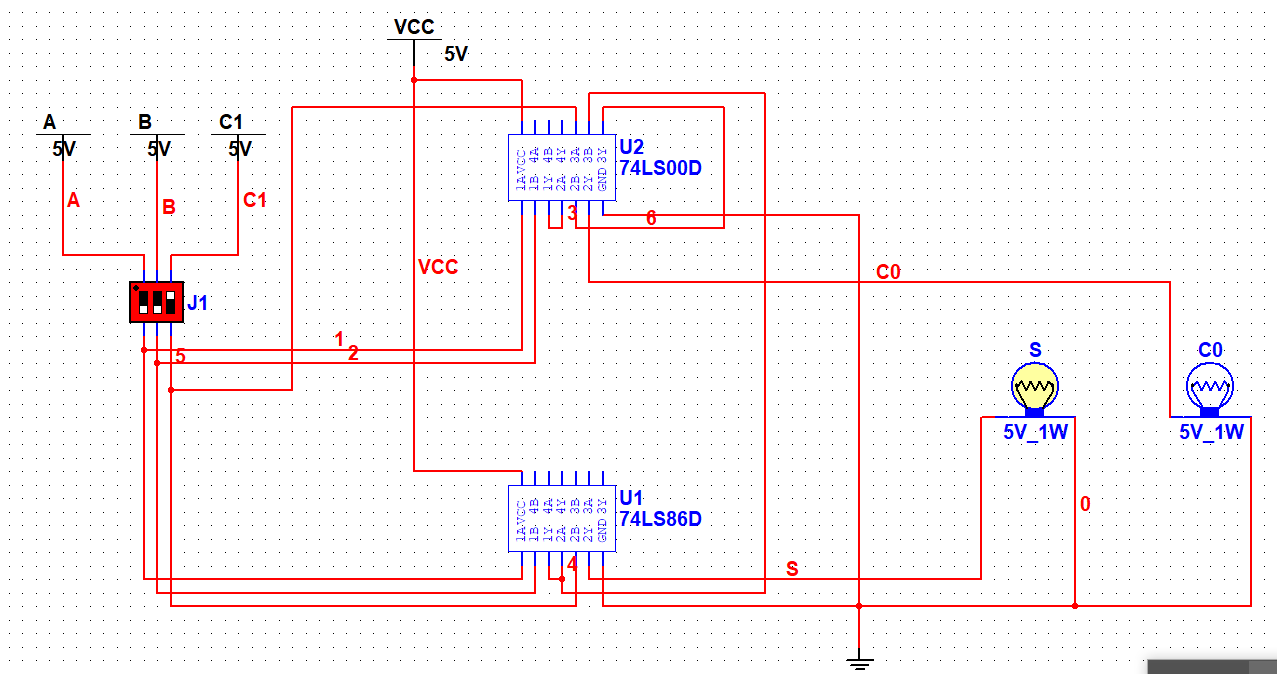 VCC
5V
A
B
C1
5V
5V
5V
A
B
C1
U2
74LS00D
1A VCC
1B 4A
1Y 4B
2A 4Y
2B 3A
2Y 3B
GND 3Y
3
6
VCC
C0
J1
1
2
5
S
C0
5V_1W
5V_1W
U1
74LS86D
1A VCC
1B 4B
1Y 4A
2A 4Y
2B 3B
2Y 3A
GND 3Y
0
4
S